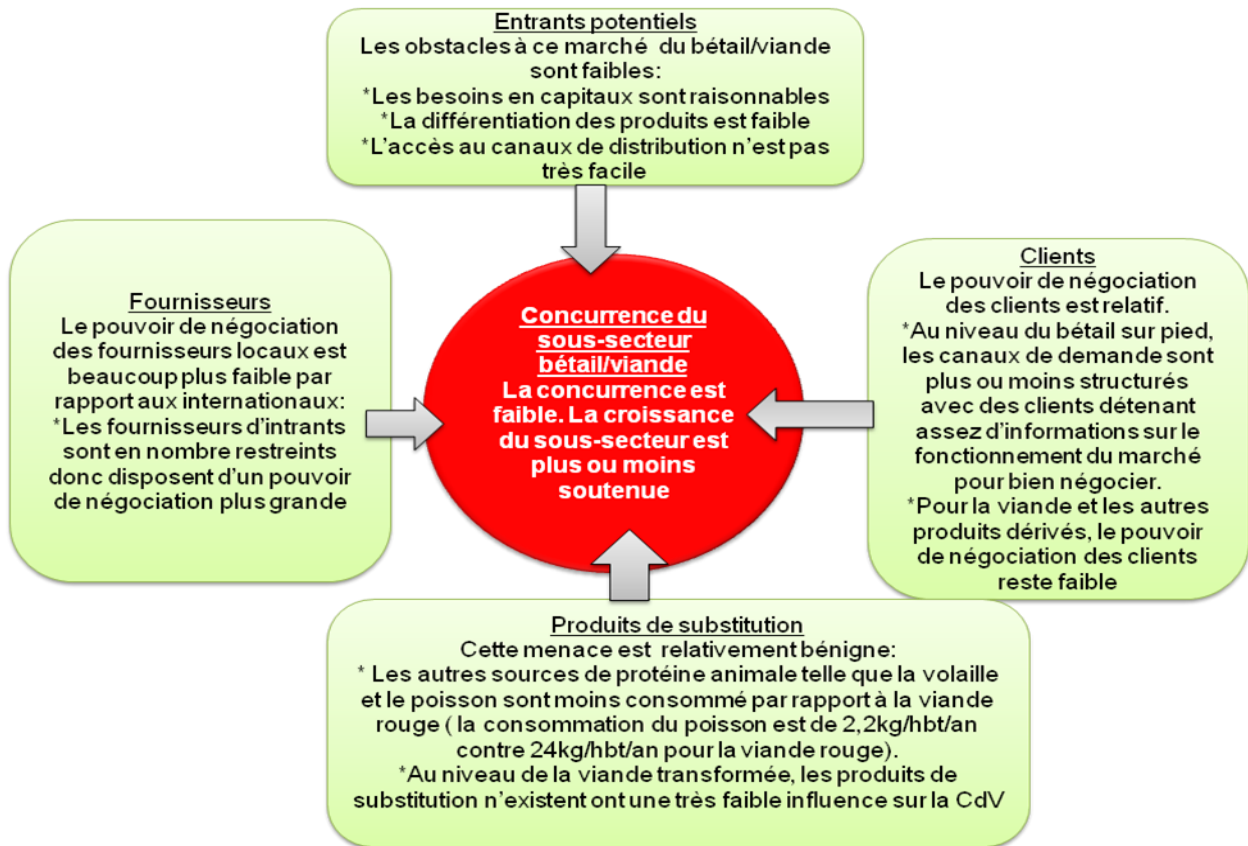 Entrants potentiels
Les obstacles à ce marché du bétail/viande
sont faibles:
*Les besoins en capitaux sont raisonnables
*La différentiation des produits est faible
*L'accès au canaux de distribution n'est pas
très facile
Fournisseurs
Le pouvoir de négociation
des fournisseurs locaux est
beaucoup plus faible par
rapport aux internationaux:
*Les fournisseurs d'intrants
sont en nombre restreints
donc disposent d'un pouvoir
de négociation plus grande
Concurrence du
sous-secteur
bétail/viande
La concurrence est
faible. La croissance
du sous-secteur est
plus ou moins
soutenue
Clients
Le pouvoir de négociation
des clients est relatif.
*Au niveau du bétail sur pied,
les canaux de demande sont
plus ou moins structurés
avec des clients détenant
assez d'informations sur le
fonctionnement du marché
pour bien négocier.
*Pour la viande et les autres
produits dérivés, le pouvoir
de négociation des clients
reste faible
Produits de substitution
Cette menace est relativement bénigne:
* Les autres sources de protéine animale telle que la volaille
et le poisson sont moins consommé par rapport à la viande
rouge ( la consommation du poisson est de 2,2kg/hbt/an
contre 24kg/hbt/an pour la viande rouge).
*Au niveau de la viande transformée, les produits de
substitution n'existent ont une très faible influence sur la CdV